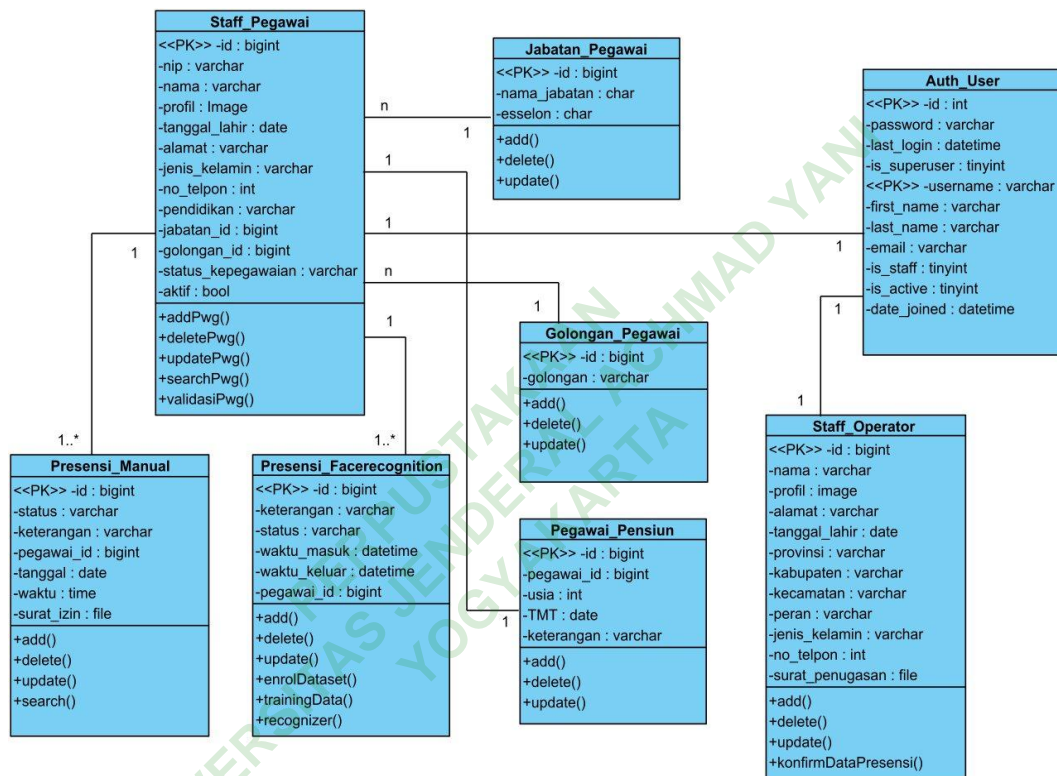 Staff_Pegawai
<<PK>> -id : bigint
-nip : varchar
-nama : varchar
-profil : Image
-tanggal_lahir : date
-alamat : varchar
-jenis_kelamin : varchar
-no_telpon : int
-pendidikan : varchar
-jabatan_id : bigint
-golongan_id : bigint
-status_kepegawaian : varchar
-aktif : bool
+addPwg()
+deletePwg()
+updatePwg()
+searchPwg()
+validasiPwg()
Jabatan_Pegawai
<<PK>> -id : bigint
-nama_jabatan : char
-esselon : char
+add()
+delete()
+update()
Auth_User
<<PK>> -id : int
-password : varchar
-last_login : datetime
-is_superuser : tinyint
<<PK>> -username : varchar
-first_name : varchar
-last_name : varchar
-email : varchar
-is_staff : tinyint
-is_active : tinyint
-date_joined : datetime
Golongan_Pegawai
<<PK>> -id : bigint
-golongan : varchar
+add()
+delete()
+update()
Presensi_Manual
<<PK>> -id : bigint
-status : varchar
-keterangan : varchar
-pegawai_id : bigint
-tanggal : date
-waktu : time
-surat_izin : file
+add()
+delete()
+update()
+search()
Presensi_Facerecognition
<<PK>> -id : bigint
-keterangan : varchar
-status : varchar
-waktu_masuk : datetime
-waktu_keluar : datetime
-pegawai_id : bigint
+add()
+delete()
+update()
+enrolDataset()
+trainingData()
+recognizer()
Pegawai_Pensiun
<<PK>> -id : bigint
-pegawai_id : bigint
-usia : int
-TMT : date
-keterangan : varchar
+add()
+delete()
+update()
Staff_Operator
<<PK>> -id : bigint
-nama : varchar
-profil : image
-alamat : varchar
-tanggal_lahir : date
-provinsi : varchar
-kabupaten : varchar
-kecamatan : varchar
-peran : varchar
-jenis_kelamin : varchar
-no_telpon : int
-surat_penugasan : file
+add()
+delete()
+update()
+konfirmDataPresensi()
n
1
1
1
1
1
n
1
1
1..*
1
1..*
1
1
1
PERPUSTAKAAN
JENDERAL ACHMAD YANI
YOGYAKARTA